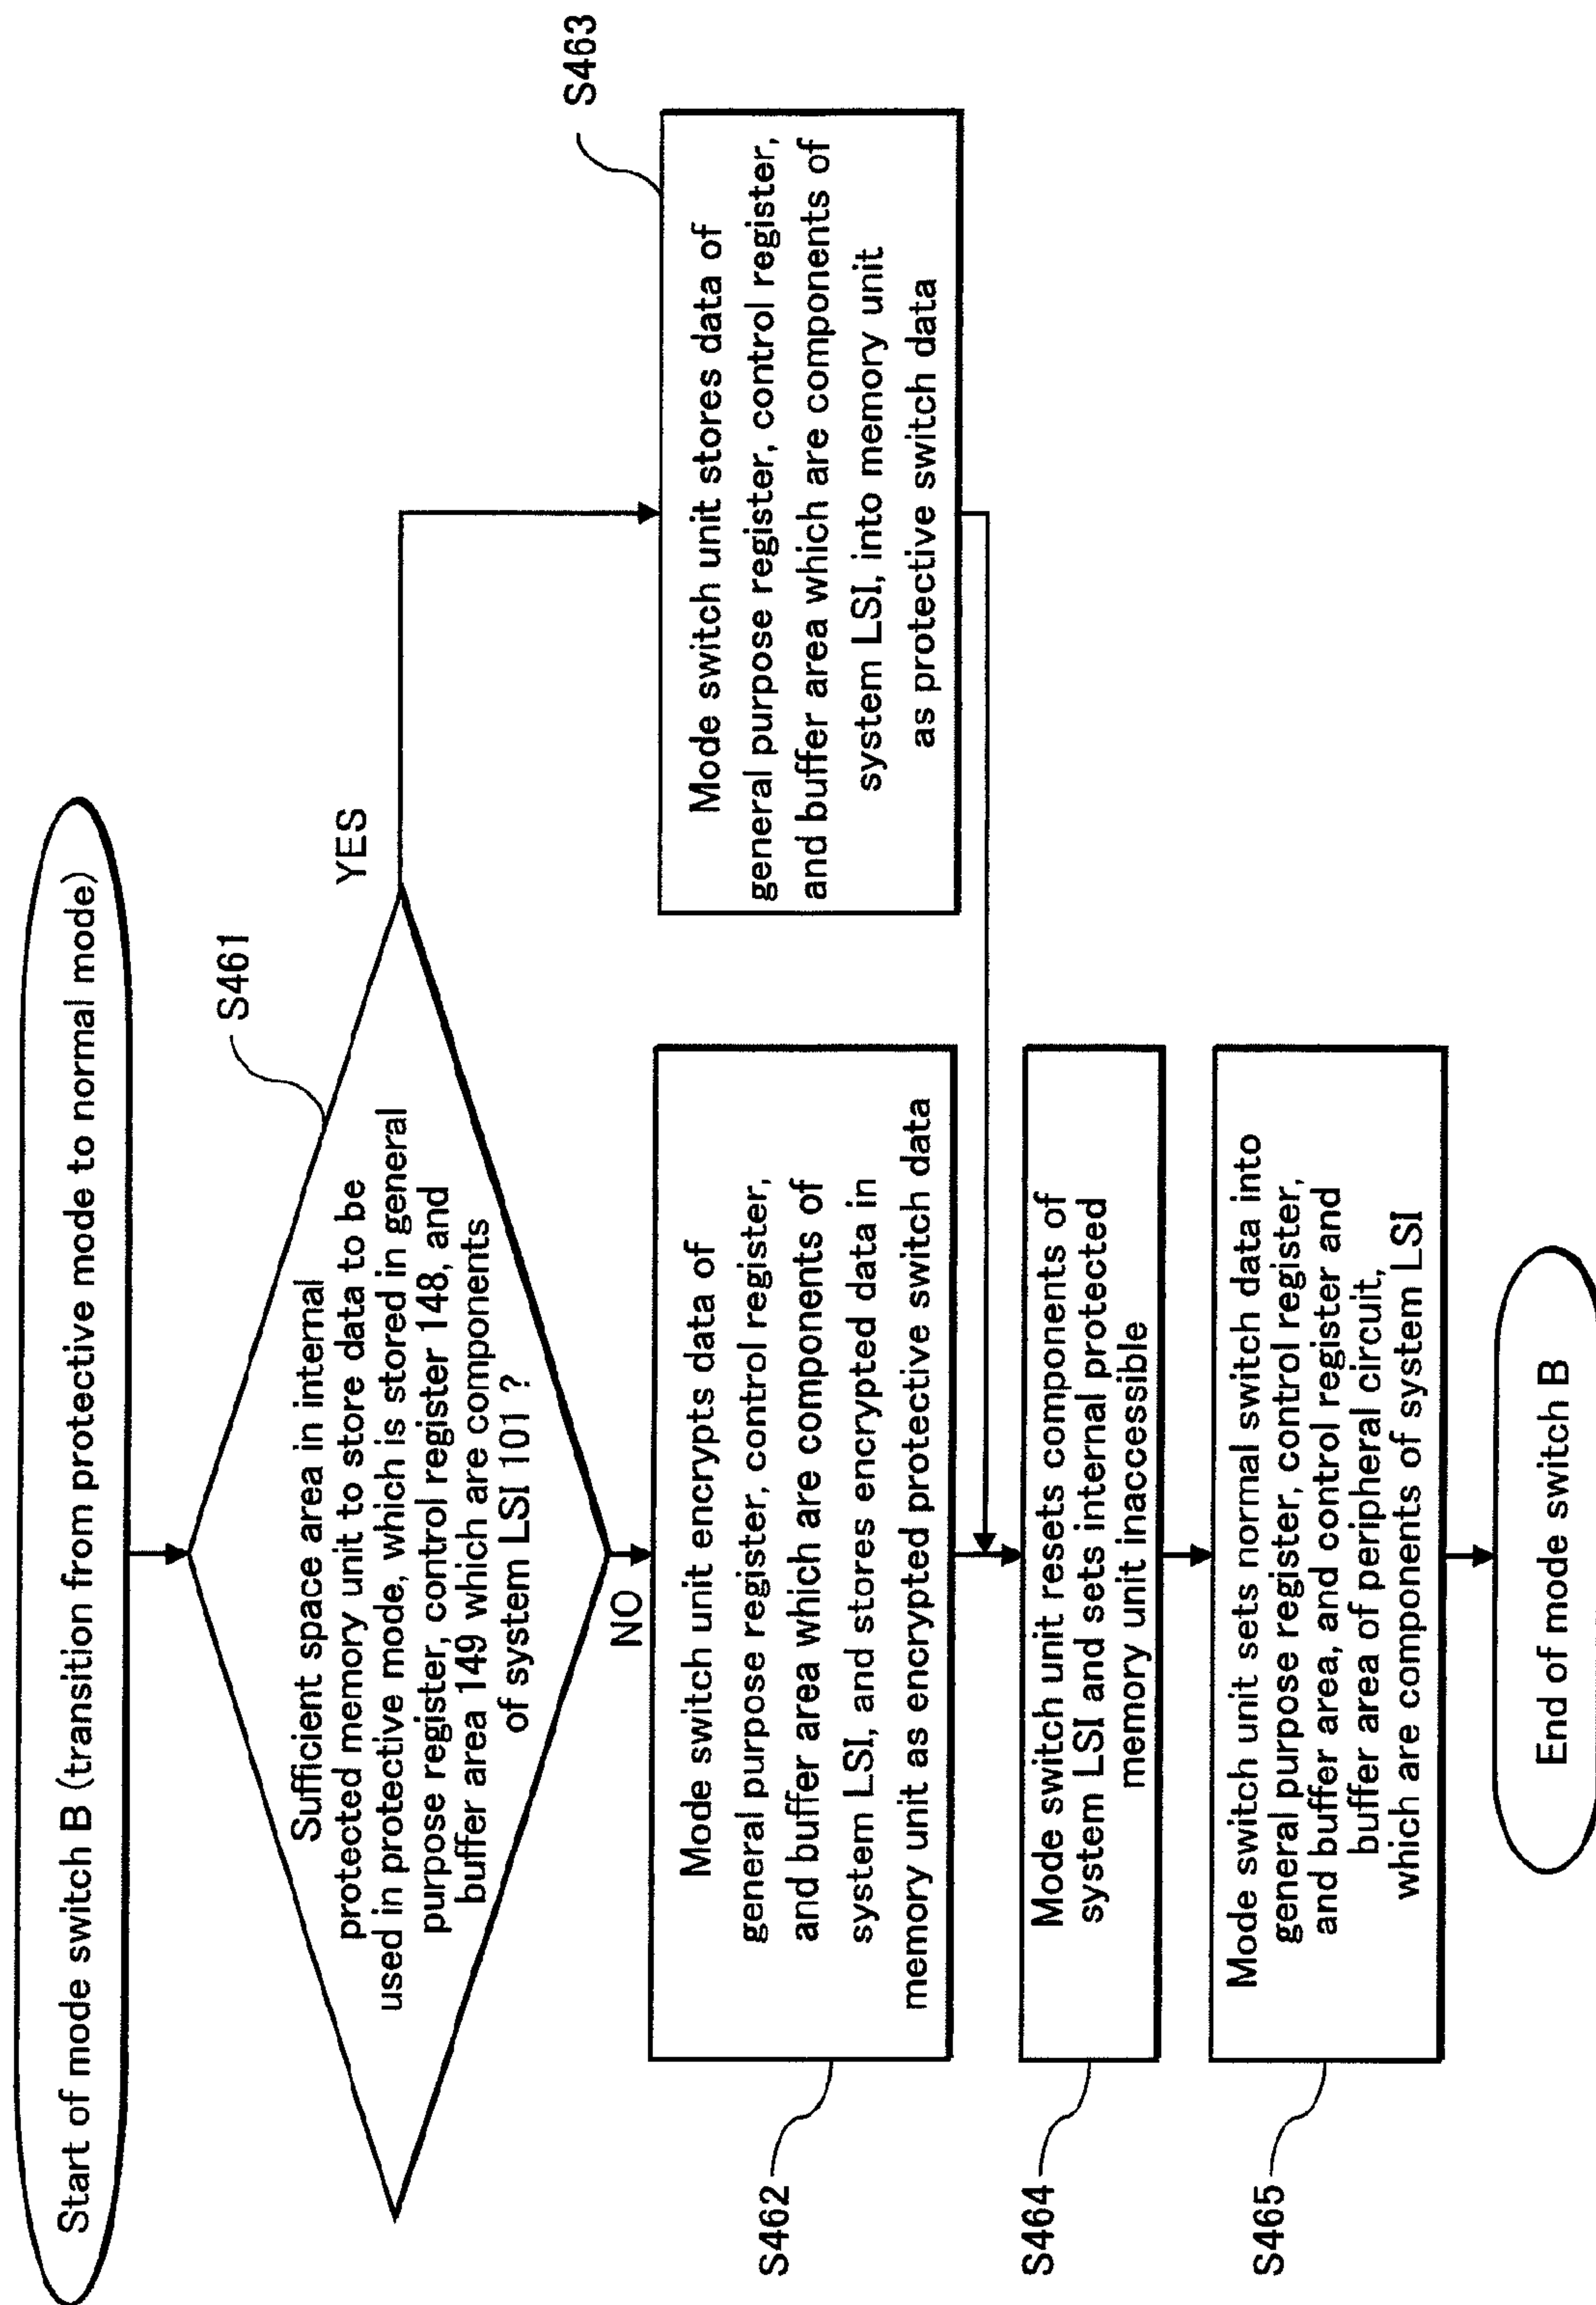 Start of mode switch B (transition from protective mode to normal mode)
S461
Sufficient space area in internal
protected memory unit to store data to be
used in protective mode, which is stored in general
purpose register, control register 148, and
buffer area 149 which are components
of system LSI 101 ?
YES
NO
S463
Mode switch unit stores data of
general purpose register, control register,
and buffer area which are components of
system LSI, into memory unit
as protective switch data
S462
Mode switch unit encrypts data of
general purpose register, control register,
and buffer area which are components of
system LSI, and stores encrypted data in
memory unit as encrypted protective switch data
S464
Mode switch unit resets components of
system LSI and sets internal protected
memory unit inaccessible
S465
Mode switch unit sets normal switch data into
general purpose register, control register,
and buffer area, and control register and
buffer area of peripheral circuit,
which are components of system LSI
End of mode switch B